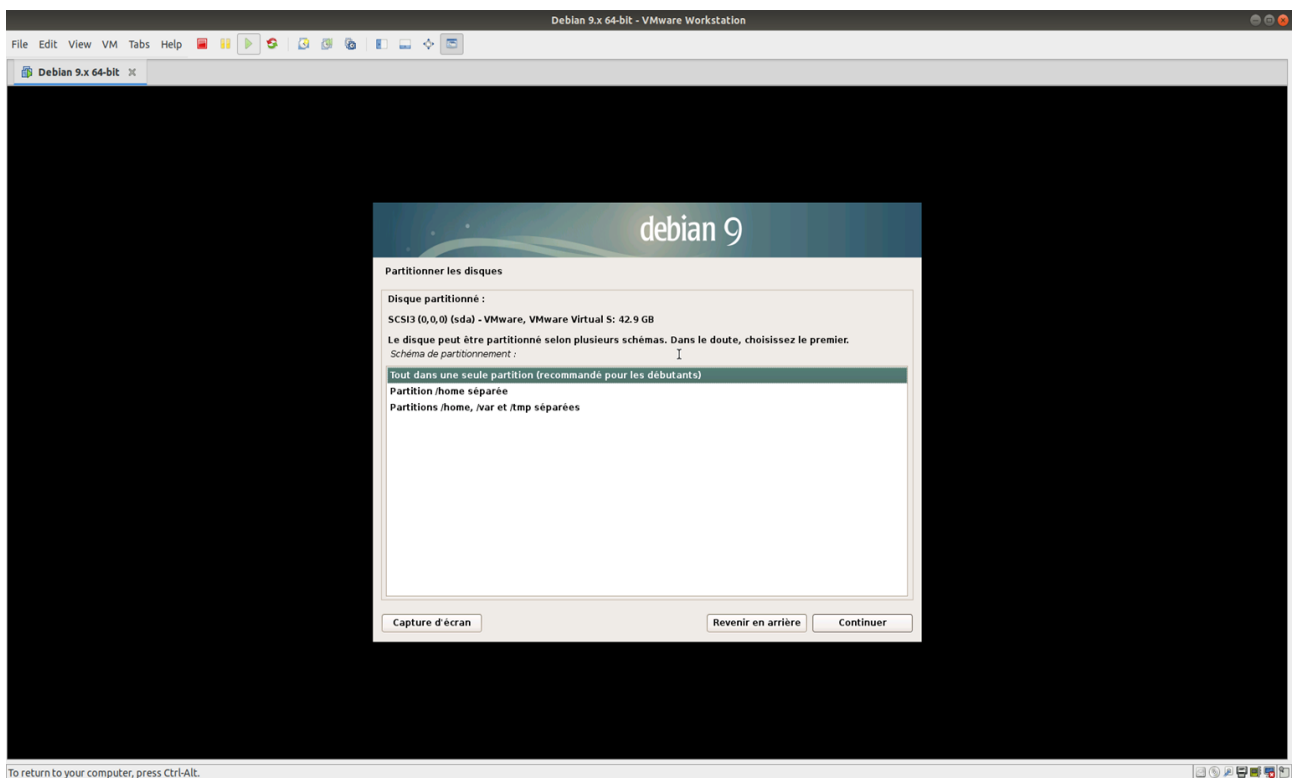 Debian 9.x 64-bit - VMware Workstation
File Edit View VM Tabs Help
Debian 9.x 64-bit
debian 9
Partitionner les disques
Disque partitionné :
SCSI3 (0,0,0) (sda) - VMware, VMware Virtual S: 42.9 GB
Le disque peut être partitionné selon plusieurs schémas. Dans le doute, choisissez le premier.
Schéma de partitionnement :
Tout dans une seule partition (recommandé pour les débutants)
Partition /home séparée
Partitions /home, /var et /tmp séparées
Capture d'écran Revenir en arrière Continuer
To return to your computer, press Ctrl-Alt.